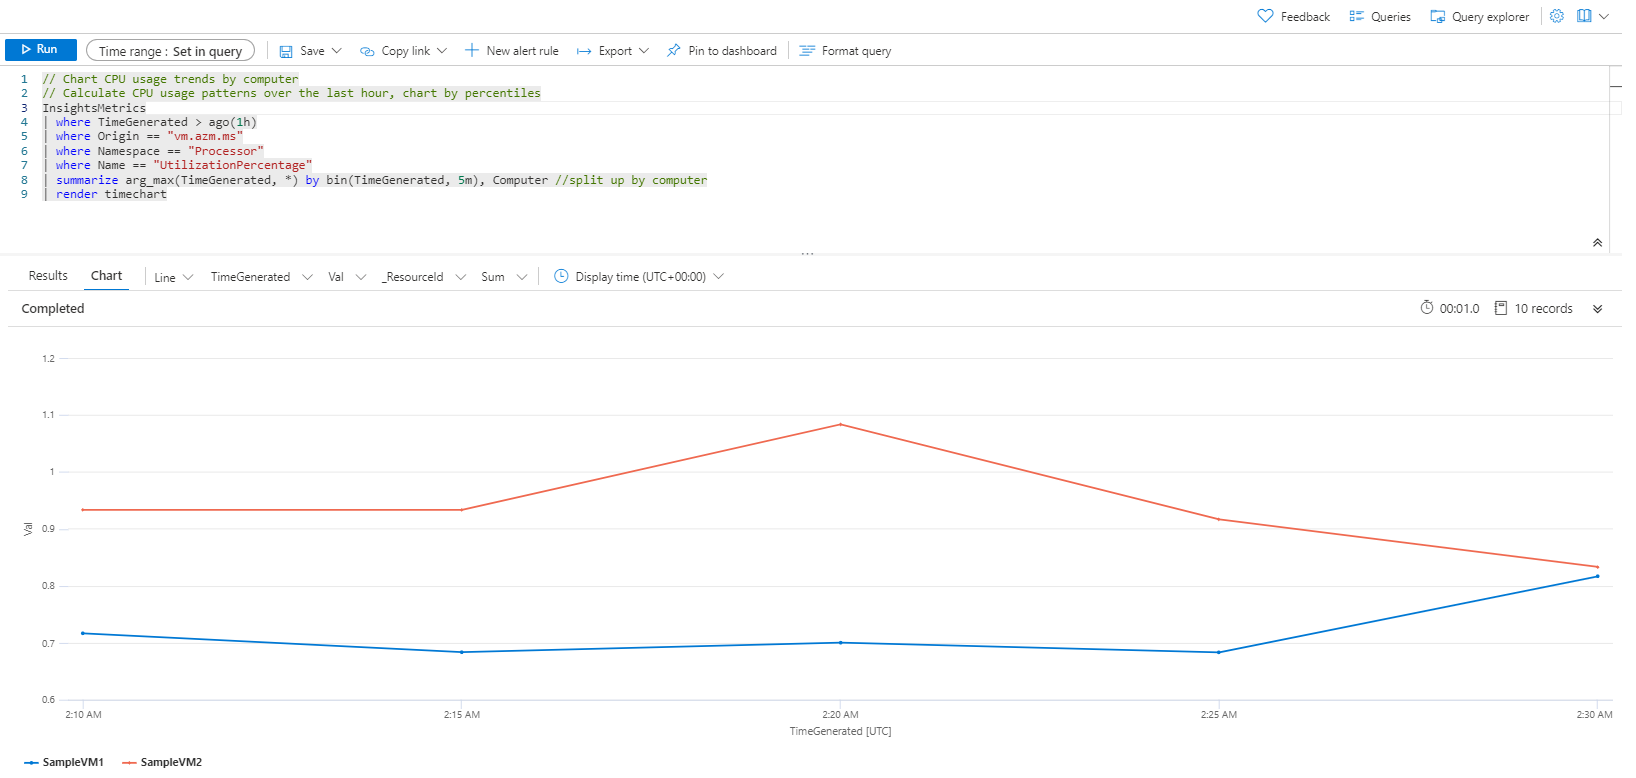 Feedback Queries Query explorer
Run Time range : Set in query Save Copy link New alert rule Export Pin to dashboard Format query
1 // Chart CPU usage trends by computer
2 // Calculate CPU usage patterns over the last hour, chart by percentiles
3 InsightsMetrics
4 | where TimeGenerated > ago(1h)
5 | where Origin == "vm.azm.ms"
6 | where Namespace == "Processor"
7 | where Name == "UtilizationPercentage"
8 | summarize arg_max(TimeGenerated, *) by bin(TimeGenerated, 5m), Computer //split up by computer
9 | render timechart
Results Chart Line TimeGenerated Val _ResourceId Sum Display time (UTC+00:00)
Completed 00:01.0 10 records
1.2
1.1
1
0.9
Val
0.8
0.7
0.6
2:10 AM 2:15 AM 2:20 AM 2:25 AM 2:30 AM
TimeGenerated [UTC]
SampleVM1 SampleVM2